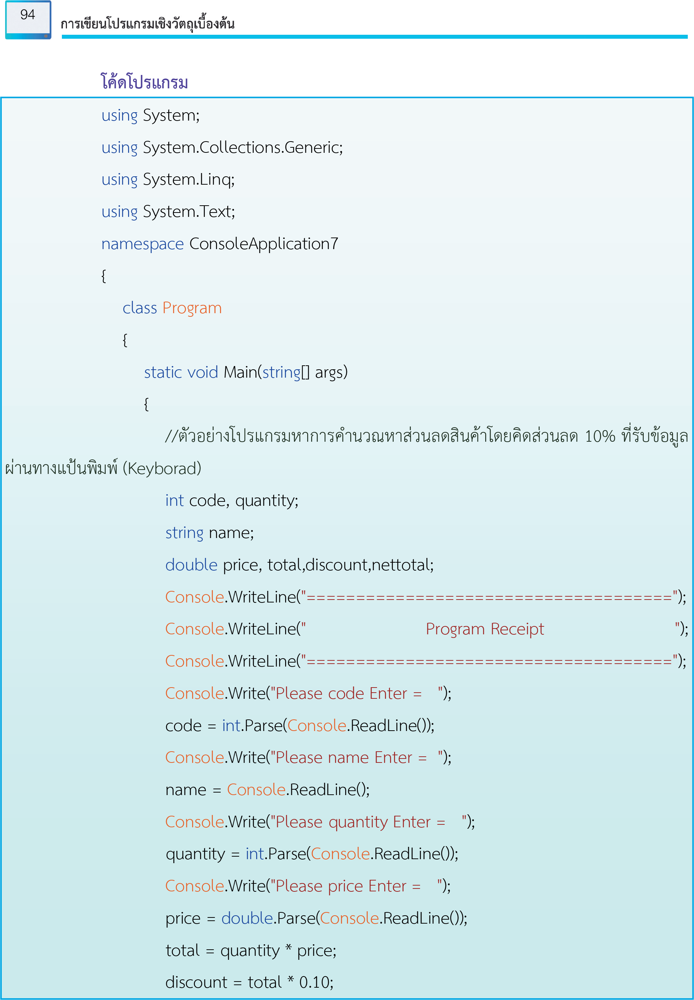 94
การเขียนโปรแกรมเชิงวัตถุเบื้องต้น
โค้ดโปรแกรม
using System;
using System.Collections.Generic;
using System.Linq;
using System.Text;
namespace ConsoleApplication7
{
class Program
{
static void Main(string[] args)
{
//ตัวอย่างโปรแกรมหาการคำนวณหาส่วนลดสินค้าโดยคิดส่วนลด 10% ที่รับข้อมูล
ผ่านทางแป้นพิมพ์ (Keyborad)
int code, quantity;
string name;
double price, total,discount,nettotal;
Console.WriteLine("=====================================");
Console.WriteLine("                      Program Receipt                        ");
Console.WriteLine("=====================================");
Console.Write("Please code Enter =   ");
code = int.Parse(Console.ReadLine());
Console.Write("Please name Enter =  ");
name = Console.ReadLine();
Console.Write("Please quantity Enter =   ");
quantity = int.Parse(Console.ReadLine());
Console.Write("Please price Enter =   ");
price = double.Parse(Console.ReadLine());
total = quantity * price;
discount = total * 0.10;